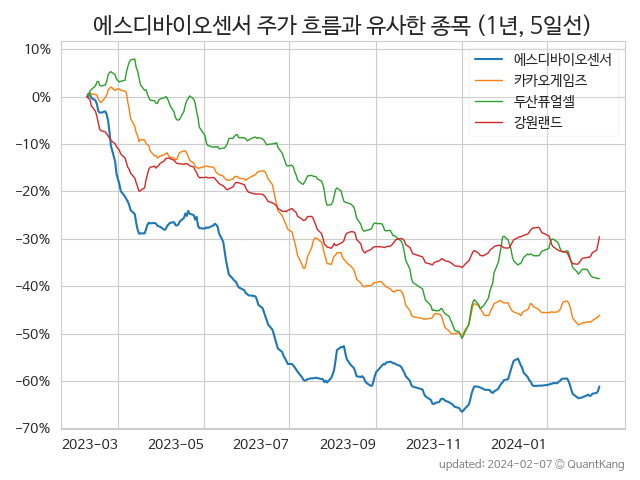 에스디바이오센서 주가 흐름과 유사한 종목 (1년, 5일선)
10%
0%
−10%
−20%
−30%
−40%
−50%
−60%
−70%
에스디바이오센서
카카오게임즈
두산퓨얼셀
강원랜드
2023-03 2023-05 2023-07 2023-09 2023-11 2024-01
updated: 2024-02-07 © QuantKang